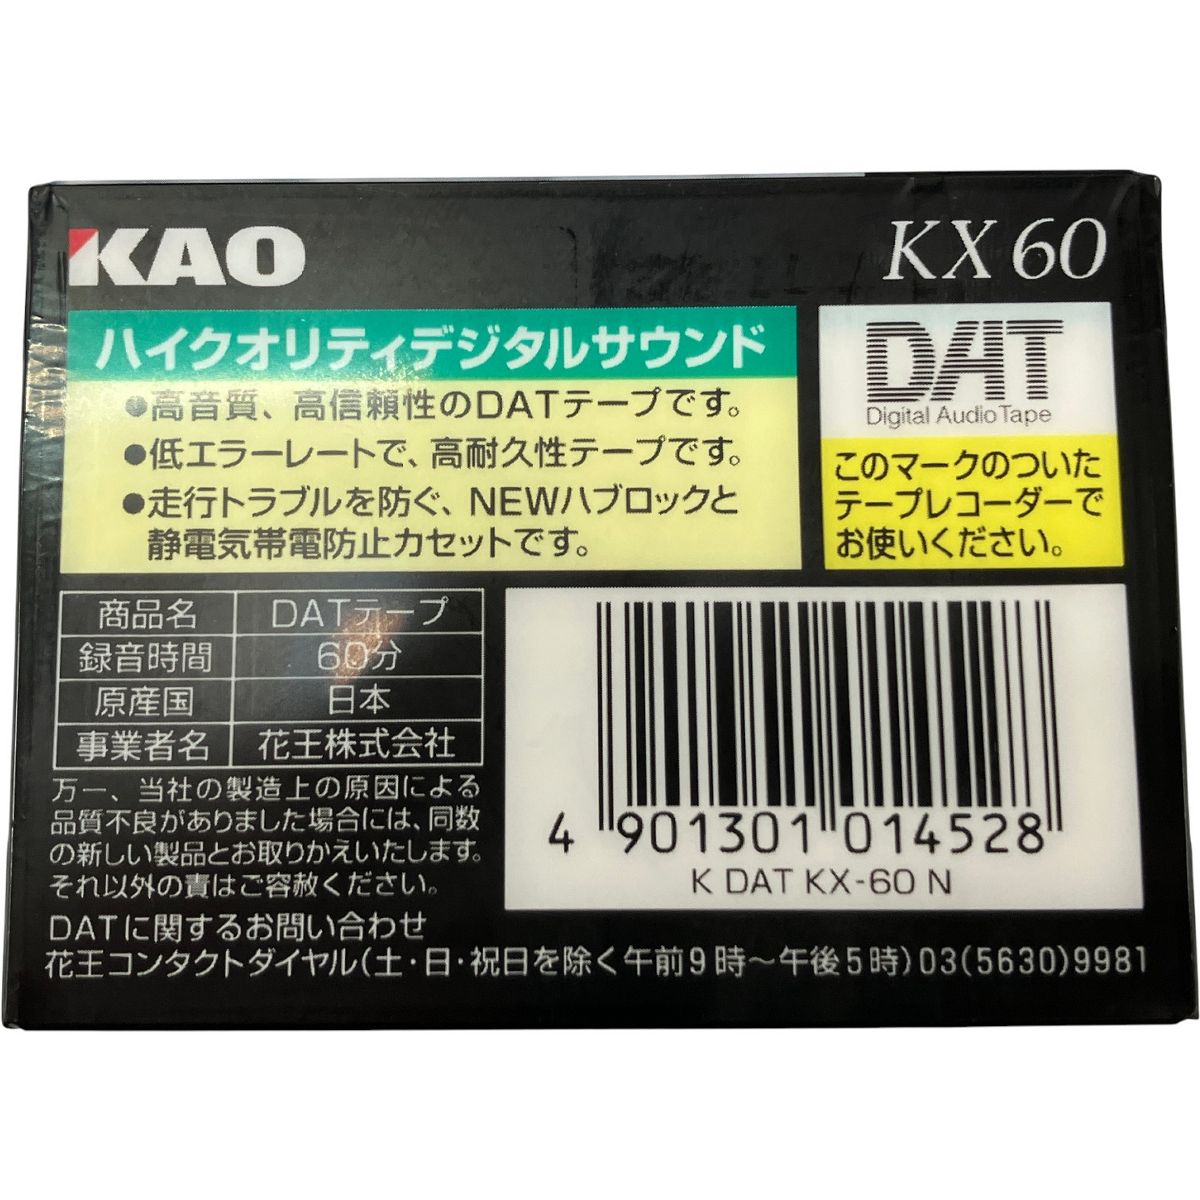 KAO
KX 60
ハイクオリティデジタルサウンド
●高音質、高信頼性のDATテープです。
●低エラーレートで、高耐久性テープです。
●走行トラブルを防ぐ、NEWハブロックと
静電気帯電防止カセットです。
DAT
Digital Audio Tape
このマークのついた
テープレコーダーで
お使いください。
商品名 DATテープ
録音時間 60分
原産国 日本
事業者名 花王株式会社
万一、当社の製造上の原因による
品質不良がありました場合には、同数
の新しい製品とお取りかえいたします。
それ以外の責はご容赦ください。
4 901301 014528
K DAT KX-60 N
DATに関するお問い合わせ
花王コンタクトダイヤル(土・日・祝日を除く午前9時〜午後5時)03(5630)9981